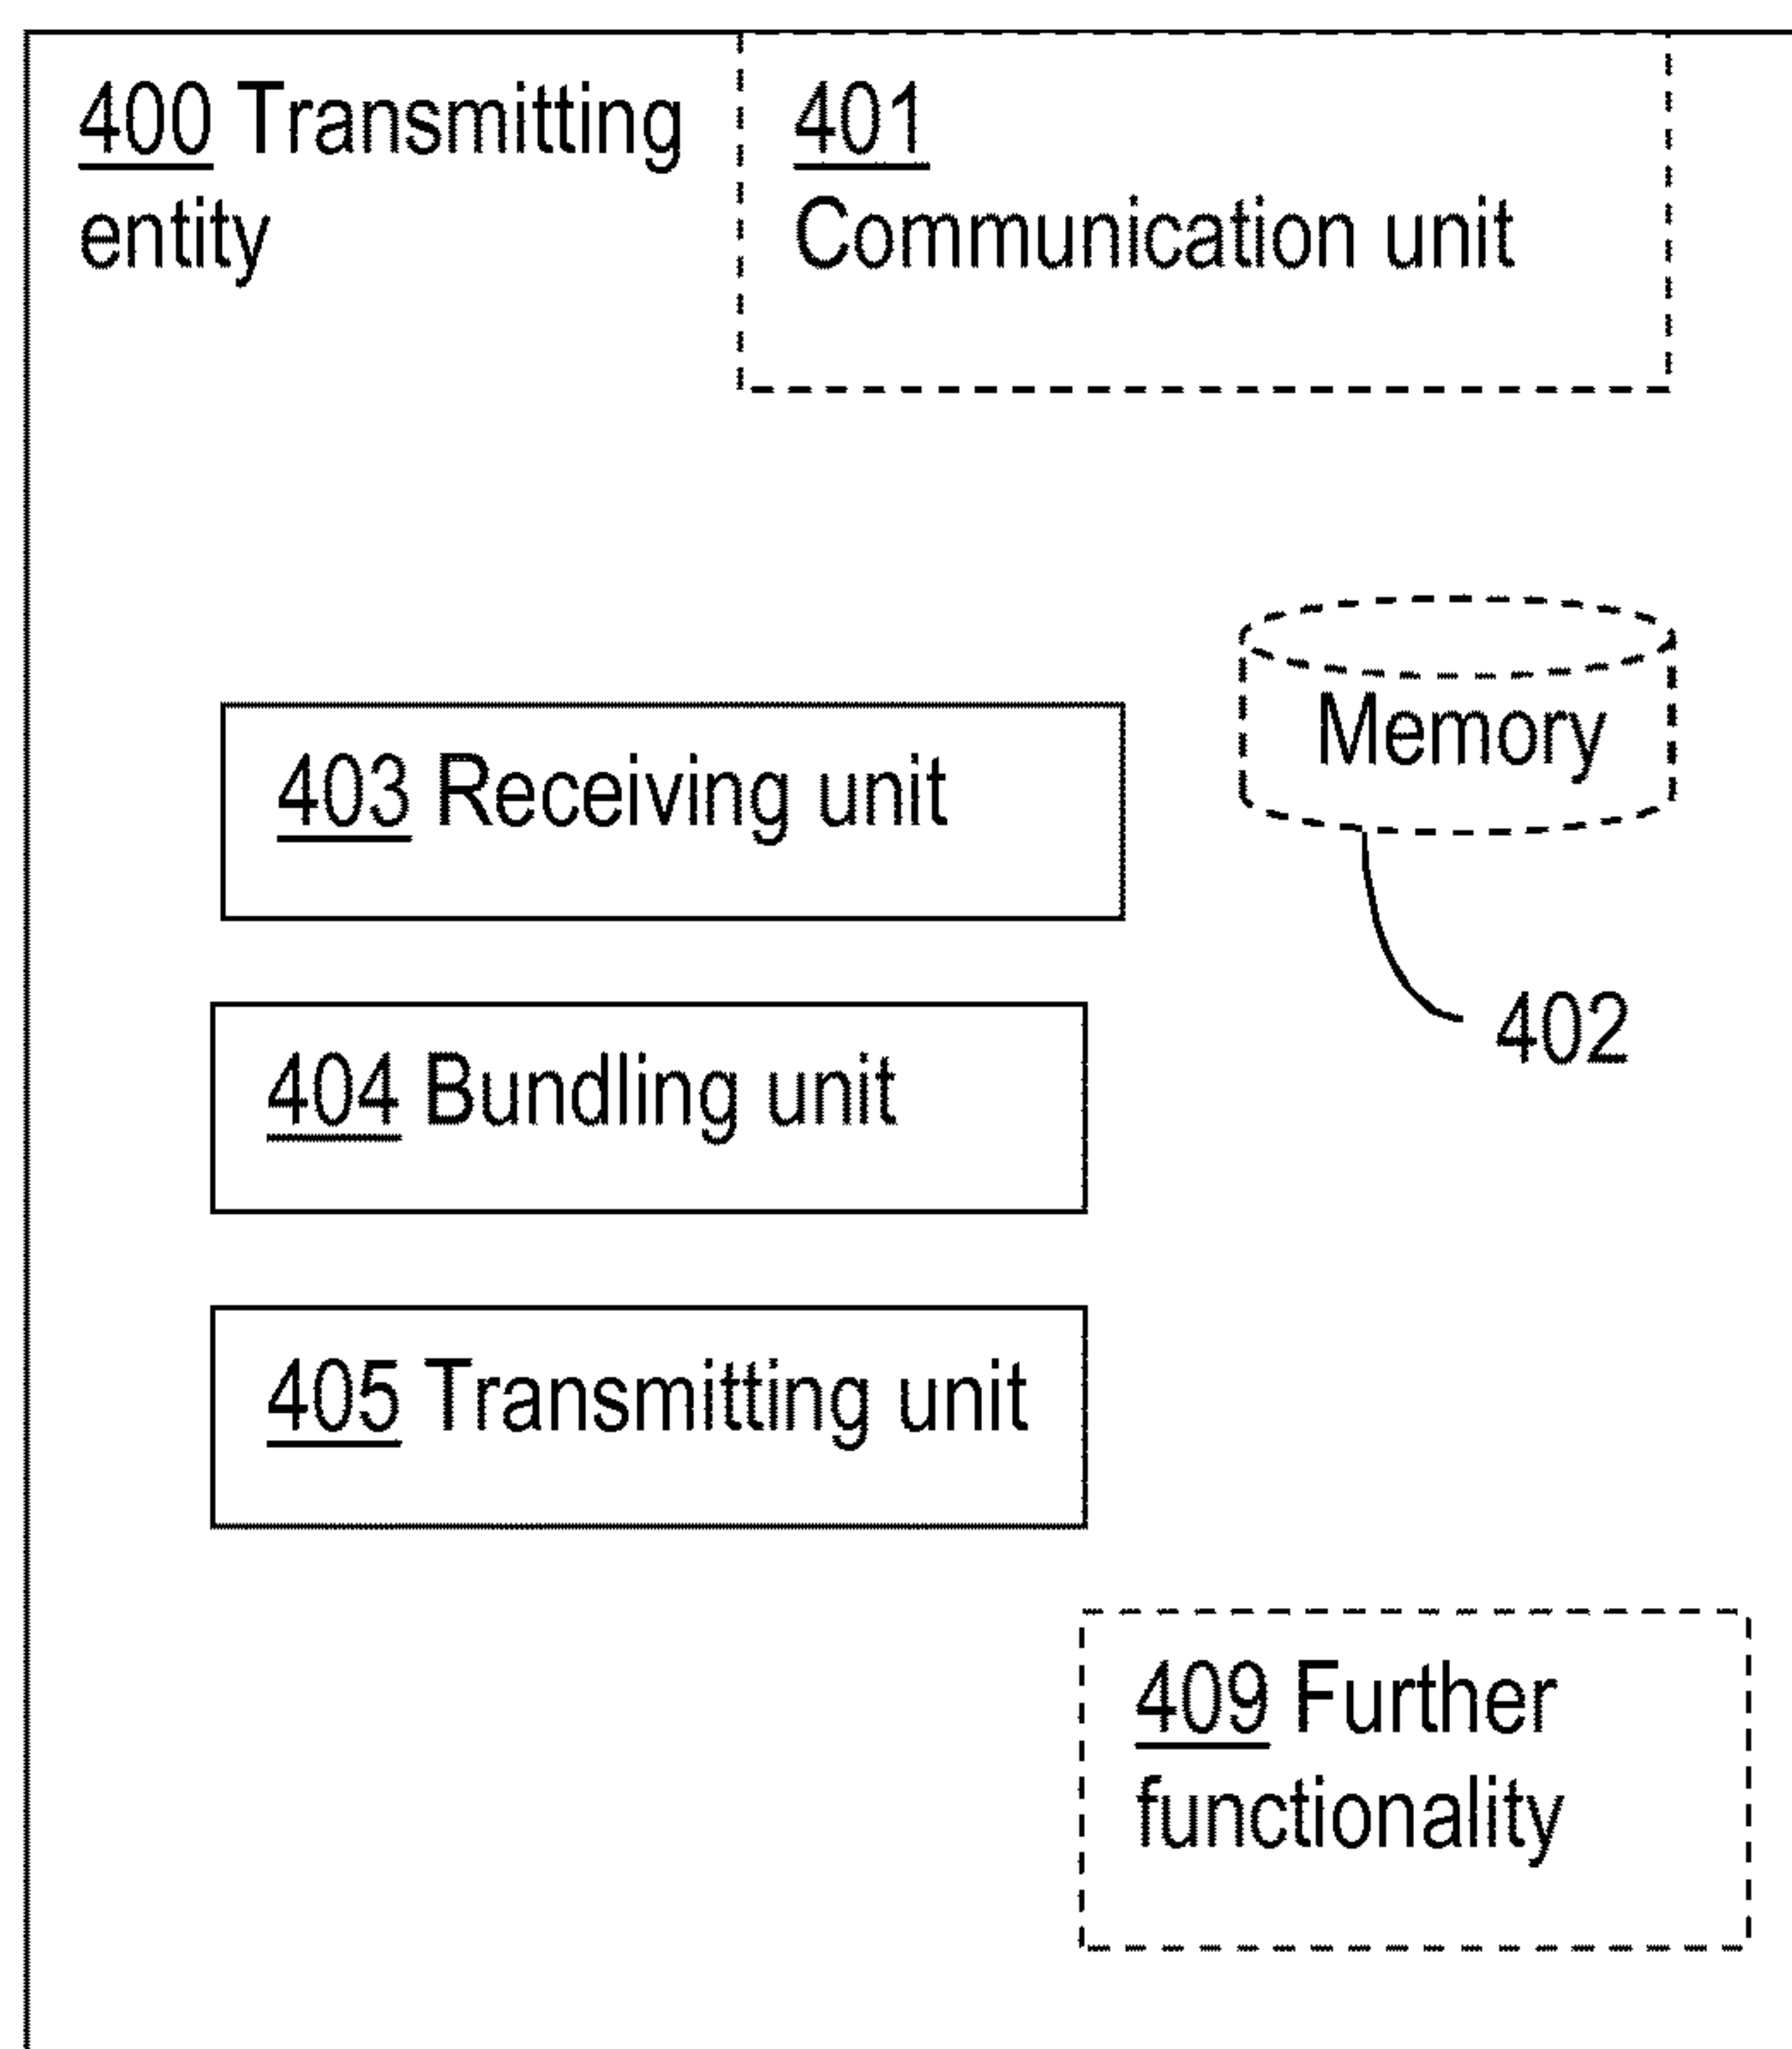 400 Transmitting
entity
401
Communication unit
Memory
403 Receiving unit
402
404 Bundling unit
405 Transmitting unit
409 Further
functionality